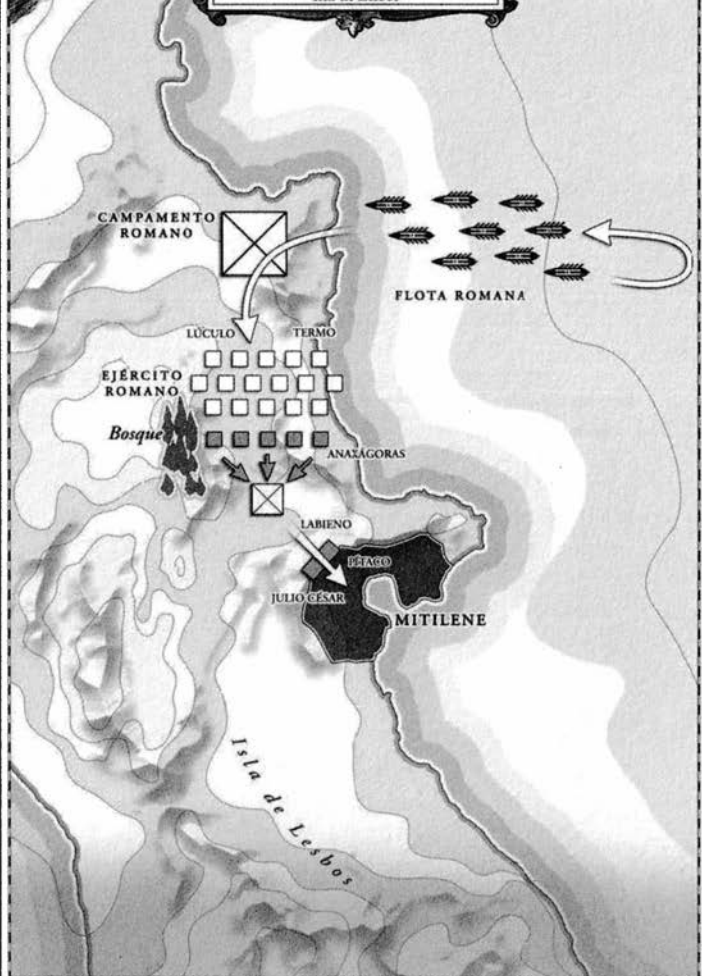 CAMPAMENTO
ROMANO
FLOTA ROMANA
LÚCULO
TERMO
EJÉRCITO
ROMANO
Bosque
ANAXÁGORAS
LABIENO
PÍTACO
JULIO CÉSAR
MITILENE
Isla de Lesbos